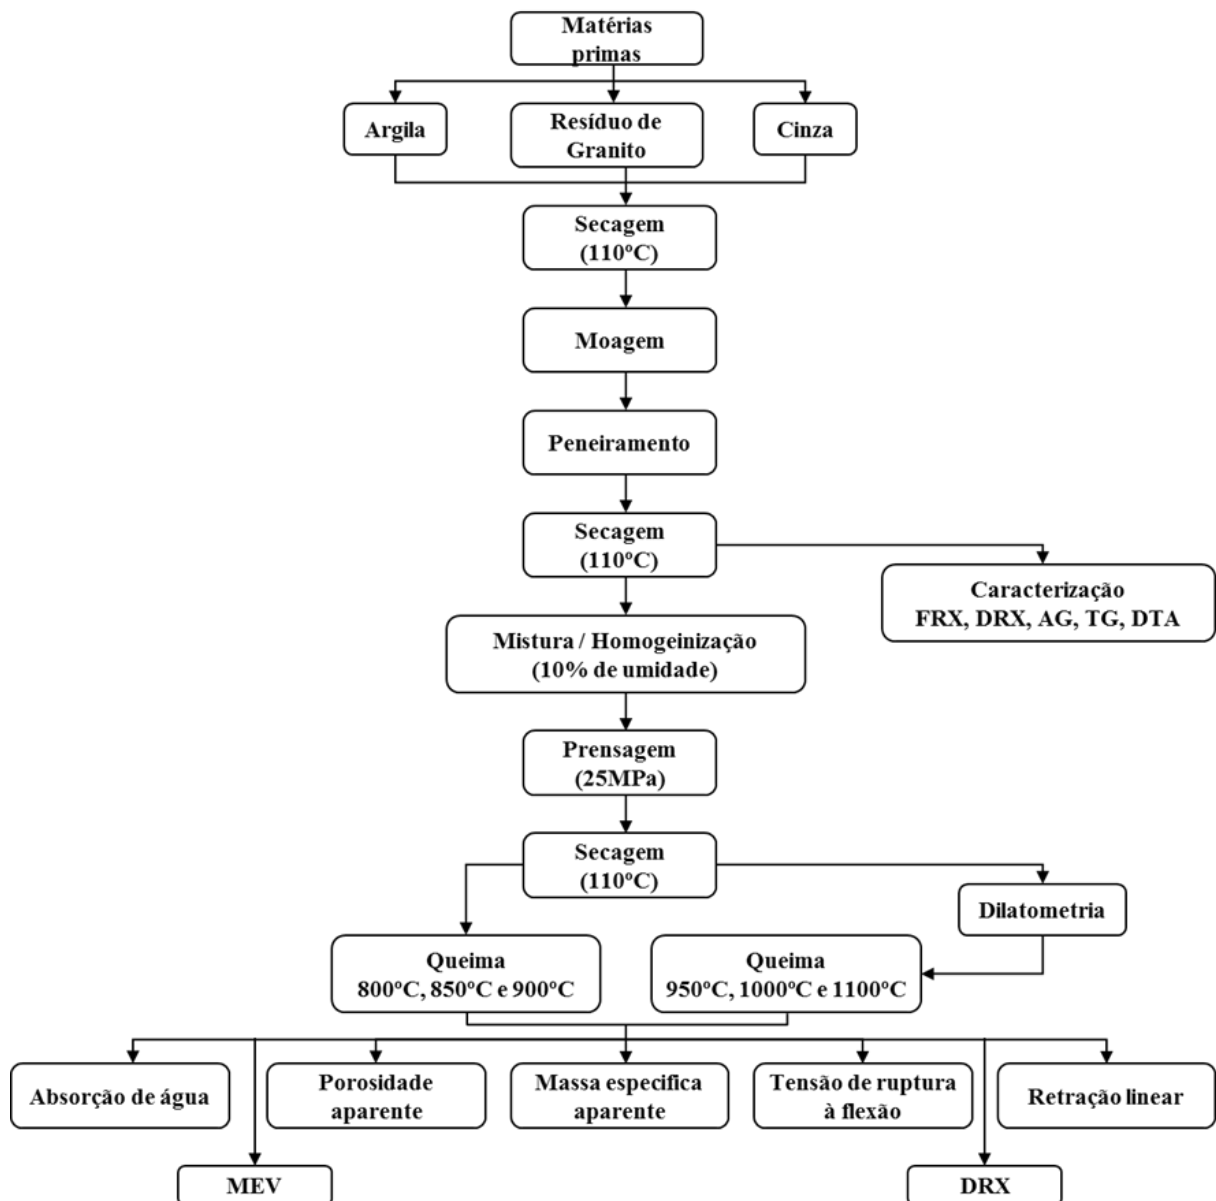 Matérias
primas
Argila
Resíduo de
Granito
Cinza
Secagem
(110ºC)
Moagem
Peneiramento
Secagem
(110ºC)
Caracterização
FRX, DRX, AG, TG, DTA
Mistura / Homogeinização
(10% de umidade)
Prensagem
(25MPa)
Secagem
(110ºC)
Dilatometria
Queima
800ºC, 850ºC e 900ºC
Queima
950ºC, 1000ºC e 1100ºC
Absorção de água
Porosidade
aparente
Massa especifica
aparente
Tensão de ruptura
à flexão
Retração linear
MEV
DRX